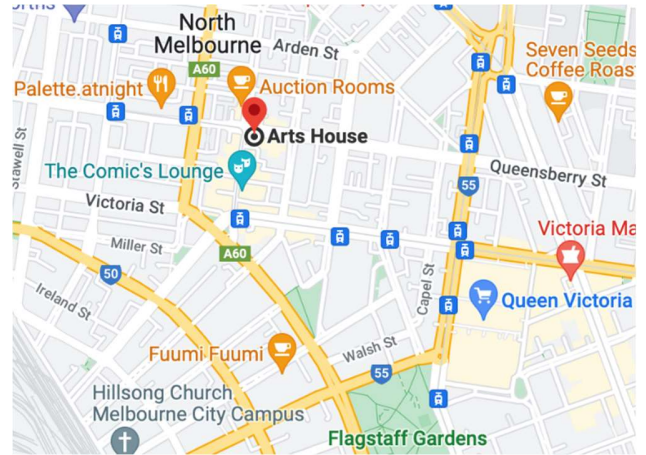 North
Melbourne
Arden St
A60
Seven Seeds
Coffee Roas
Palette.atnight
Auction Rooms
Arts House
The Comic's Lounge
Queensberry St
55
Victoria St
Victoria Ma
Miller St
A60
50
Capel St
Ireland St
Queen Victoria
Fuumi Fuumi
Walsh St
55
Hillsong Church
Melbourne City Campus
Flagstaff Gardens